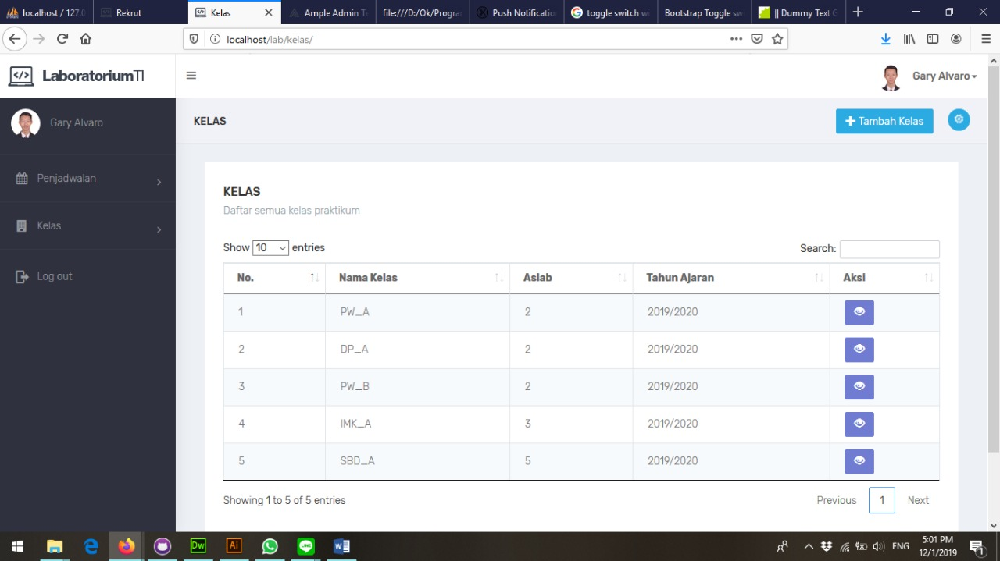 localhost / 127.0
Rekrut
Kelas
Ample Admin Te
file:///D:/Ok/Progra
Push Notificatio
toggle switch w
Bootstrap Toggle sw
|| Dummy Text G
localhost/lab/kelas/
LaboratoriumTI
Gary Alvaro
Gary Alvaro
KELAS
Tambah Kelas
Penjadwalan
Kelas
Log out
KELAS
Daftar semua kelas praktikum
Show 10 entries
Search:
No. Nama Kelas Aslab Tahun Ajaran Aksi
1 PW_A 2 2019/2020
2 DP_A 2 2019/2020
3 PW_B 2 2019/2020
4 IMK_A 3 2019/2020
5 SBD_A 5 2019/2020
Showing 1 to 5 of 5 entries
Previous 1 Next
Dw
Ai
LINE
W
ENG
5:01 PM
12/1/2019
1